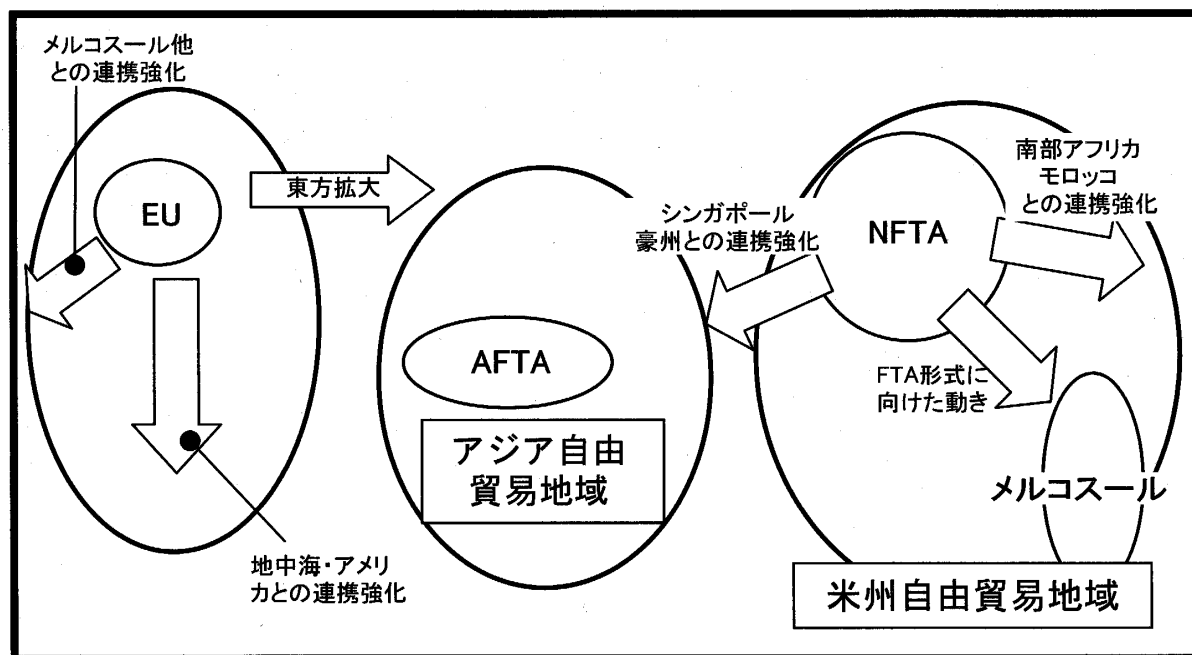 メルコスール他
との連携強化
EU
東方拡大
地中海・アメリ
カとの連携強化
AFTA
アジア自由
貿易地域
シンガポール
豪州との連携強化
NFTA
南部アフリカ
モロッコ
との連携強化
FTA形式に
向けた動き
メルコスール
米州自由貿易地域